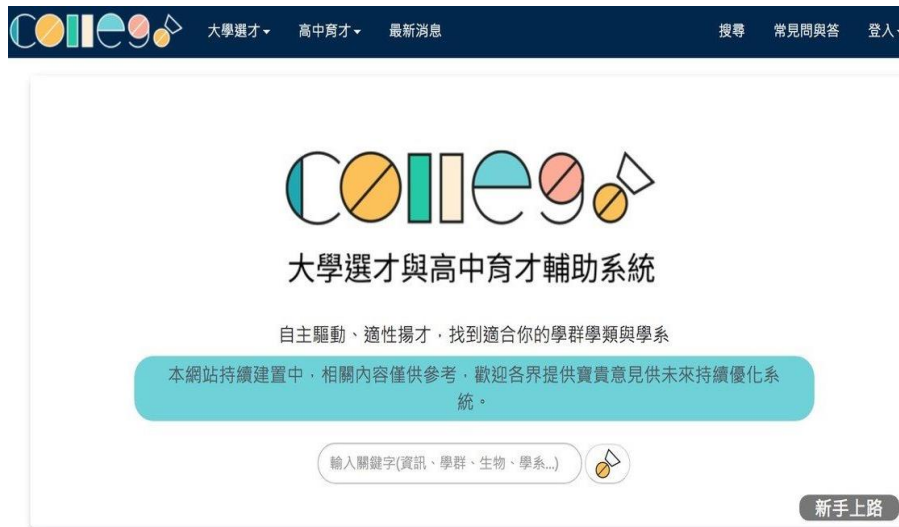 Collego
大學選才
高中育才
最新消息
搜尋
常見問與答
登入
Collego
大學選才與高中育才輔助系統
自主驅動、適性揚才，找到適合你的學群學類與學系
本網站持續建置中，相關內容僅供參考，歡迎各界提供寶貴意見供未來持續優化系
統。
輸入關鍵字(資訊、學群、生物、學系...)
新手上路